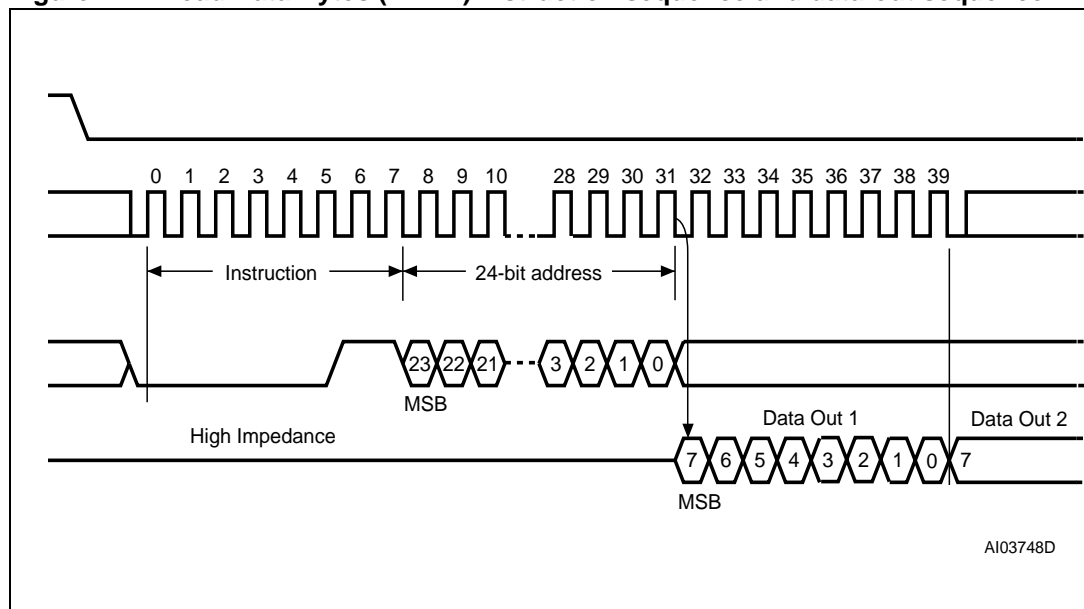 0 1 2 3 4 5 6 7 8 9 10 28 29 30 31 32 33 34 35 36 37 38 39
Instruction 24-bit address
23 22 21 3 2 1 0
MSB
High Impedance Data Out 1 Data Out 2
7 6 5 4 3 2 1 0 7
MSB
AI03748D